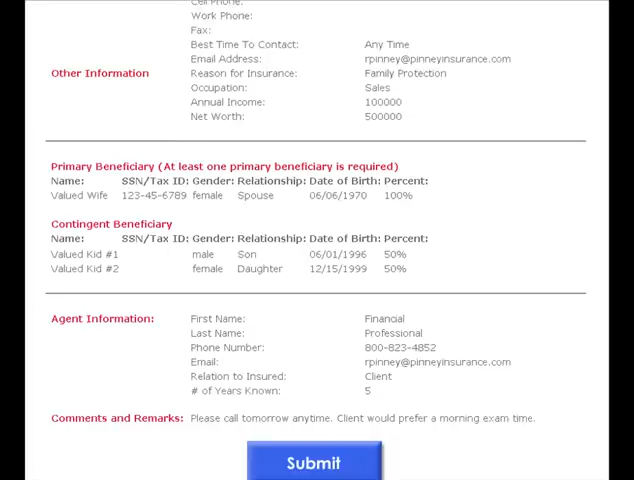 Cell Phone:
Work Phone:
Fax:
Best Time To Contact: Any Time
Email Address: rpinney@pinneyinsurance.com
Other Information Reason for Insurance: Family Protection
Occupation: Sales
Annual Income: 100000
Net Worth: 500000
Primary Beneficiary (At least one primary beneficiary is required)
Name: SSN/Tax ID: Gender: Relationship: Date of Birth: Percent:
Valued Wife 123-45-6789 female Spouse 06/06/1970 100%
Contingent Beneficiary
Name: SSN/Tax ID: Gender: Relationship: Date of Birth: Percent:
Valued Kid #1 male Son 06/01/1996 50%
Valued Kid #2 female Daughter 12/15/1999 50%
Agent Information: First Name: Financial
Last Name: Professional
Phone Number: 800-823-4852
Email: rpinney@pinneyinsurance.com
Relation to Insured: Client
# of Years Known: 5
Comments and Remarks: Please call tomorrow anytime. Client would prefer a morning exam time.
Submit